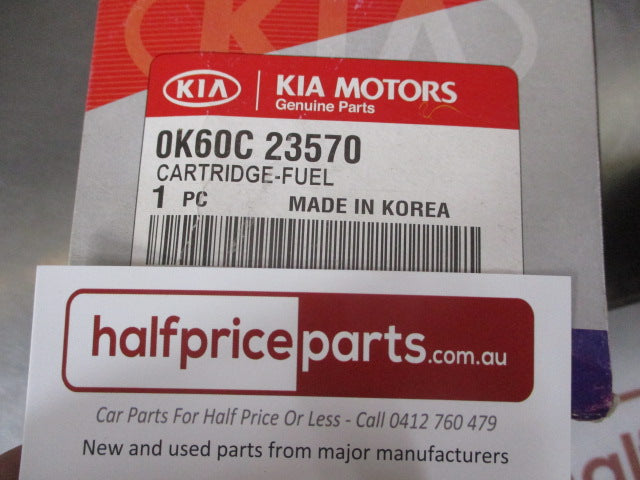 KIA
KIA | KIA MOTORS
Genuine Parts
0K60C 23570
CARTRIDGE-FUEL
1 PC MADE IN KOREA
halfpriceparts.com.au
Car Parts For Half Price Or Less - Call 0412 760 479
New and used parts from major manufacturers